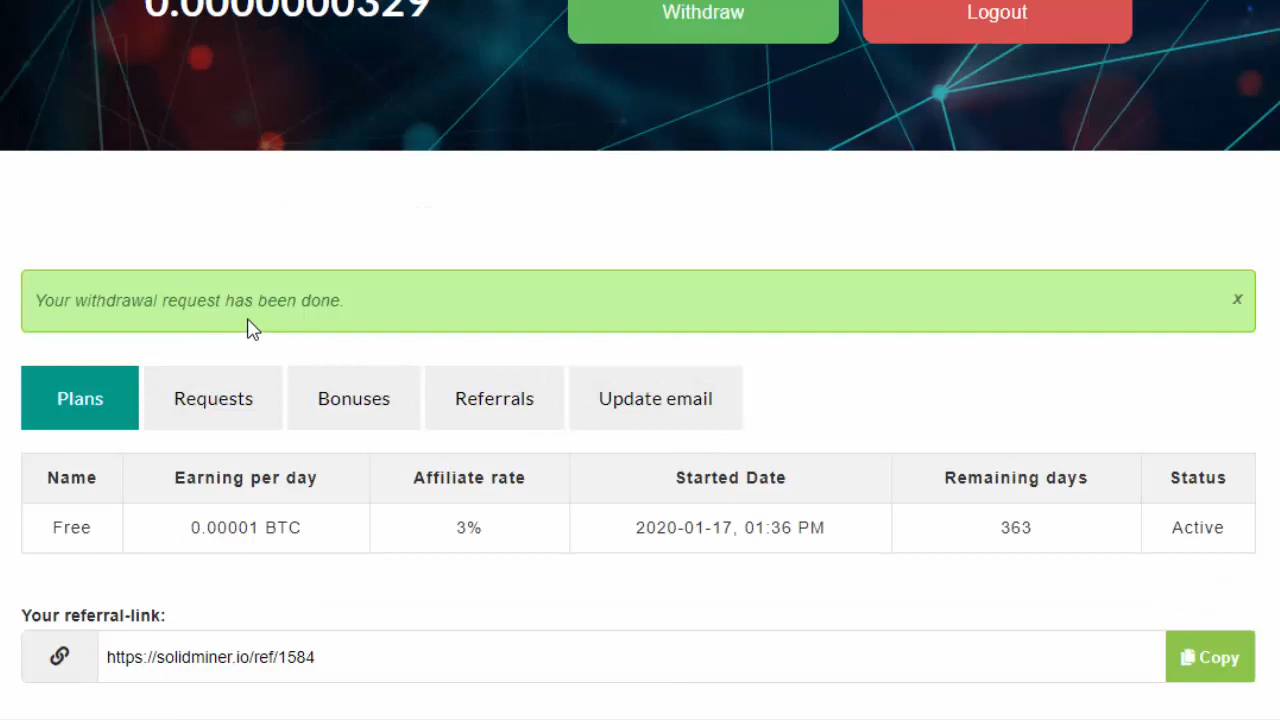 0.0000000329
Withdraw
Logout
Your withdrawal request has been done.
x
Plans
Requests
Bonuses
Referrals
Update email
Name Earning per day Affiliate rate Started Date Remaining days Status
Free 0.00001 BTC 3% 2020-01-17, 01:36 PM 363 Active
Your referral-link:
https://solidminer.io/ref/1584
Copy